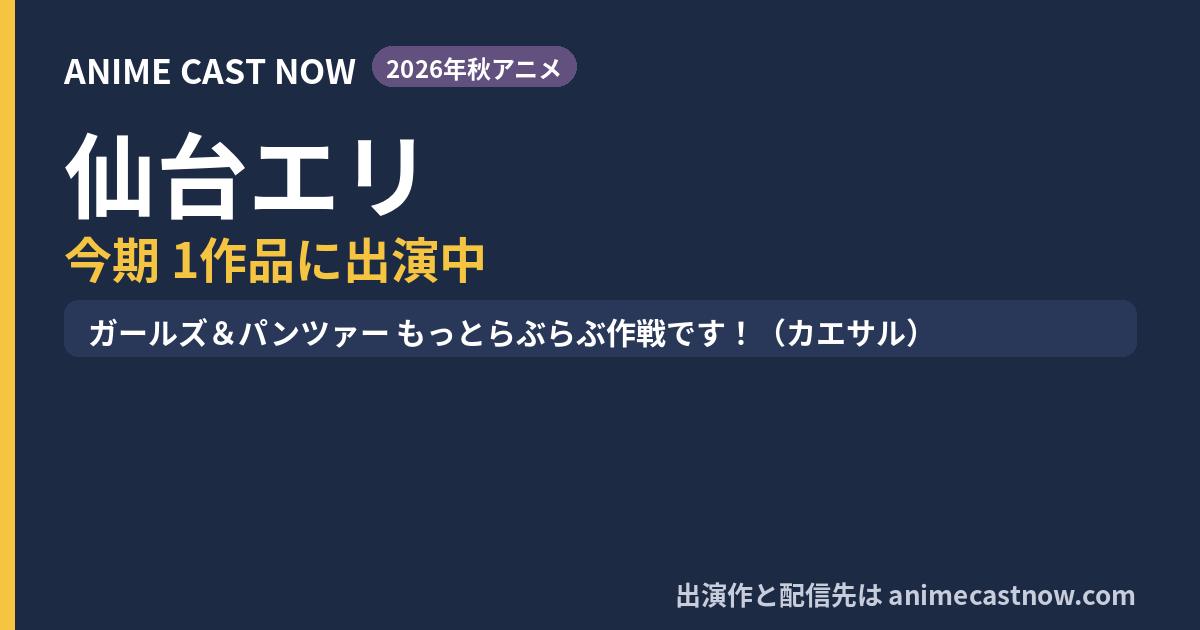 ANIME CAST NOW 2026年秋アニメ
仙台エリ
今期 1作品に出演中
ガールズ＆パンツァー もっとらぶらぶ作戦です！（カエサル）
出演作と配信先は animecastnow.com